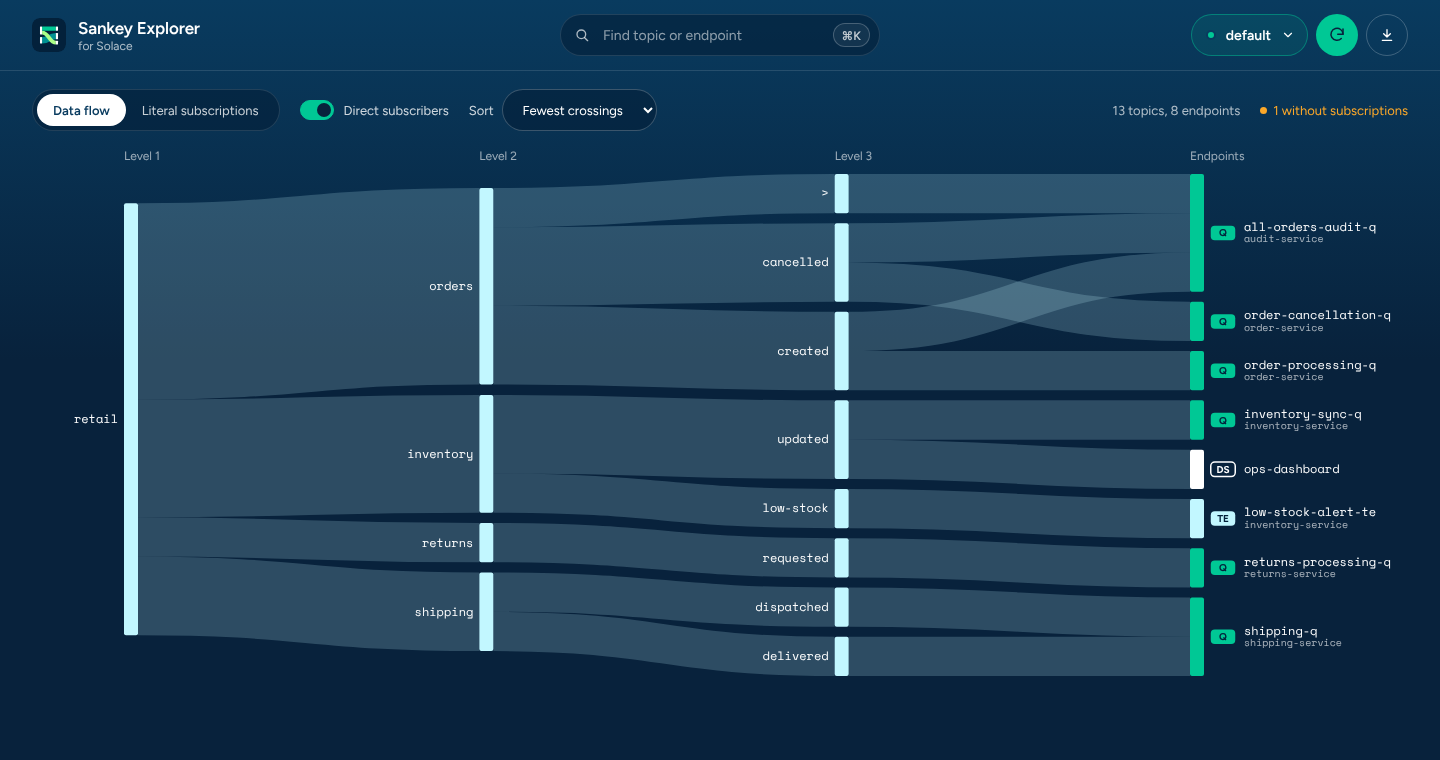 Sankey Explorer
for Solace
Find topic or endpoint
⌘K
default
Data flow
Literal subscriptions
Direct subscribers
Sort
Fewest crossings
13 topics, 8 endpoints
1 without subscriptions
Level 1
Level 2
Level 3
Endpoints
retail
orders
inventory
returns
shipping
>
cancelled
created
updated
low-stock
requested
dispatched
delivered
Q
all-orders-audit-q
audit-service
Q
order-cancellation-q
order-service
Q
order-processing-q
order-service
Q
inventory-sync-q
inventory-service
DS
ops-dashboard
TE
low-stock-alert-te
inventory-service
Q
returns-processing-q
returns-service
Q
shipping-q
shipping-service